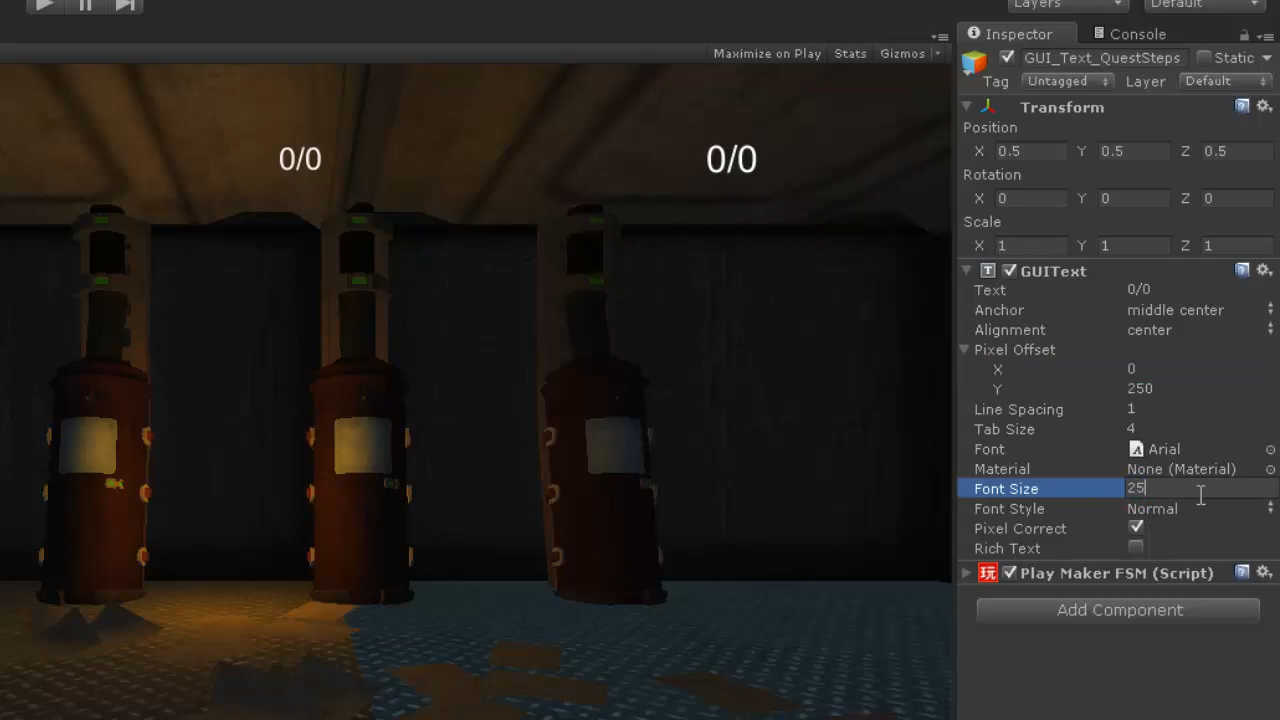 Layers Default
Inspector Console
Maximize on Play Stats Gizmos
GUI_Text_QuestSteps Static
Tag Untagged Layer Default
Transform
Position
X 0.5 Y 0.5 Z 0.5
Rotation
X 0 Y 0 Z 0
Scale
X 1 Y 1 Z 1
GUIText
Text 0/0
Anchor middle center
Alignment center
Pixel Offset
X 0
Y 250
Line Spacing 1
Tab Size 4
Font Arial
Material None (Material)
Font Size 25
Font Style Normal
Pixel Correct
Rich Text
玩 Play Maker FSM (Script)
Add Component
0/0 0/0